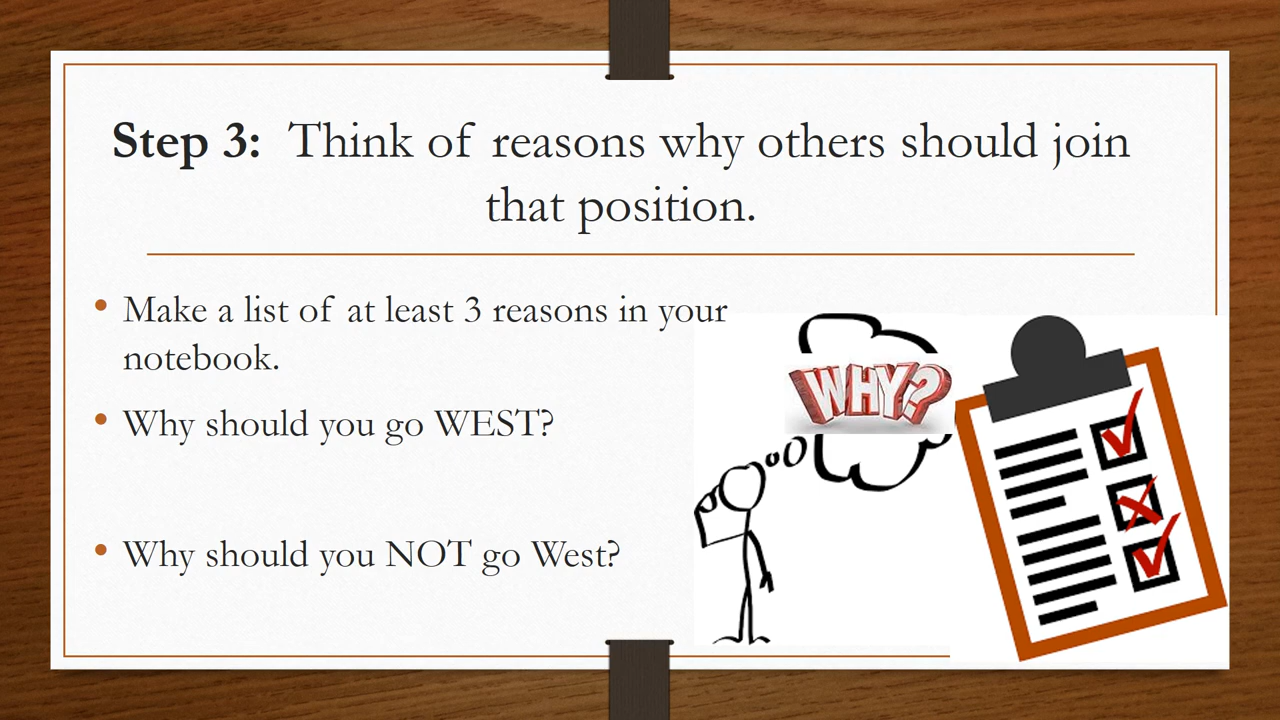 Step 3: Think of reasons why others should join
that position.
• Make a list of at least 3 reasons in your
notebook.
• Why should you go WEST?
WHY?
• Why should you NOT go West?